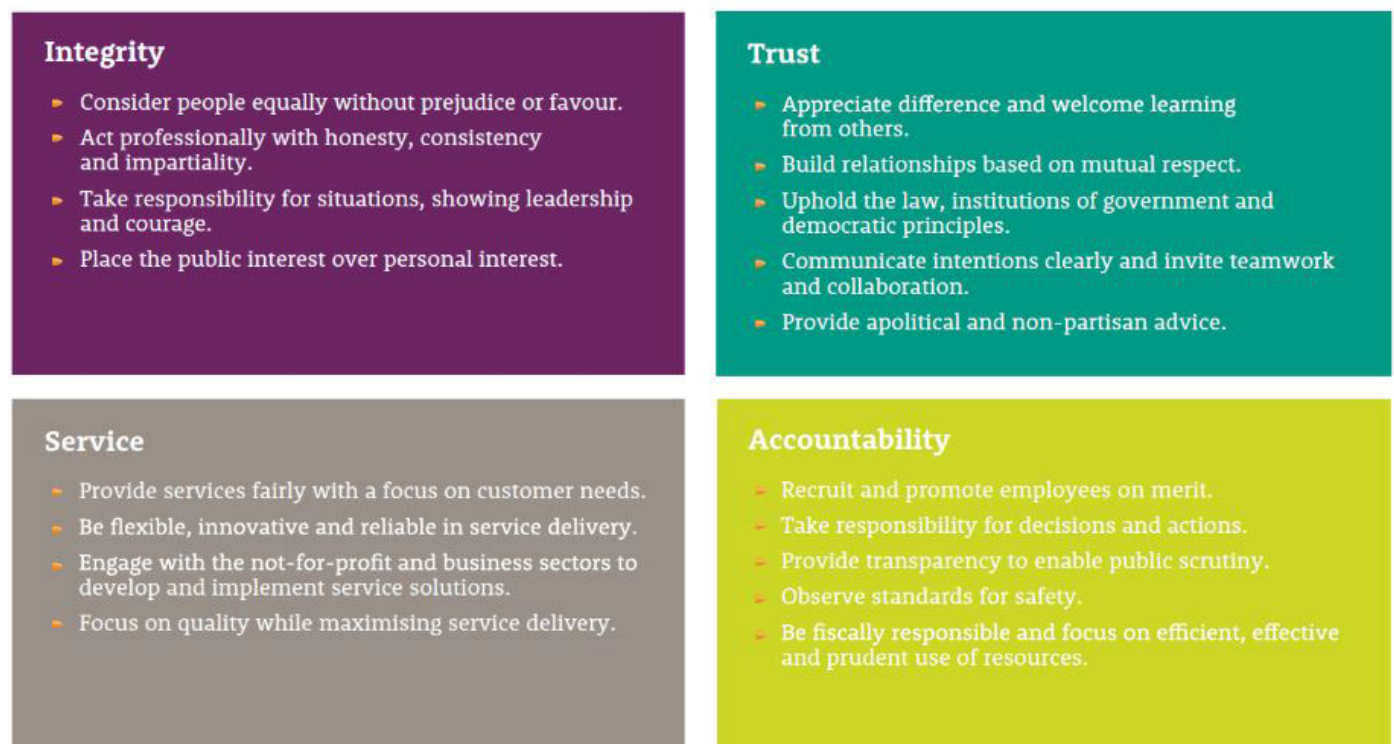 Integrity
Consider people equally without prejudice or favour.
Act professionally with honesty, consistency
and impartiality.
Take responsibility for situations, showing leadership
and courage.
Place the public interest over personal interest.
Trust
Appreciate difference and welcome learning
from others.
Build relationships based on mutual respect.
Uphold the law, institutions of government and
democratic principles.
Communicate intentions clearly and invite teamwork
and collaboration.
Provide apolitical and non-partisan advice.
Service
Provide services fairly with a focus on customer needs.
Be flexible, innovative and reliable in service delivery.
Engage with the not-for-profit and business sectors to
develop and implement service solutions.
Focus on quality while maximising service delivery.
Accountability
Recruit and promote employees on merit.
Take responsibility for decisions and actions.
Provide transparency to enable public scrutiny.
Observe standards for safety.
Be fiscally responsible and focus on efficient, effective
and prudent use of resources.